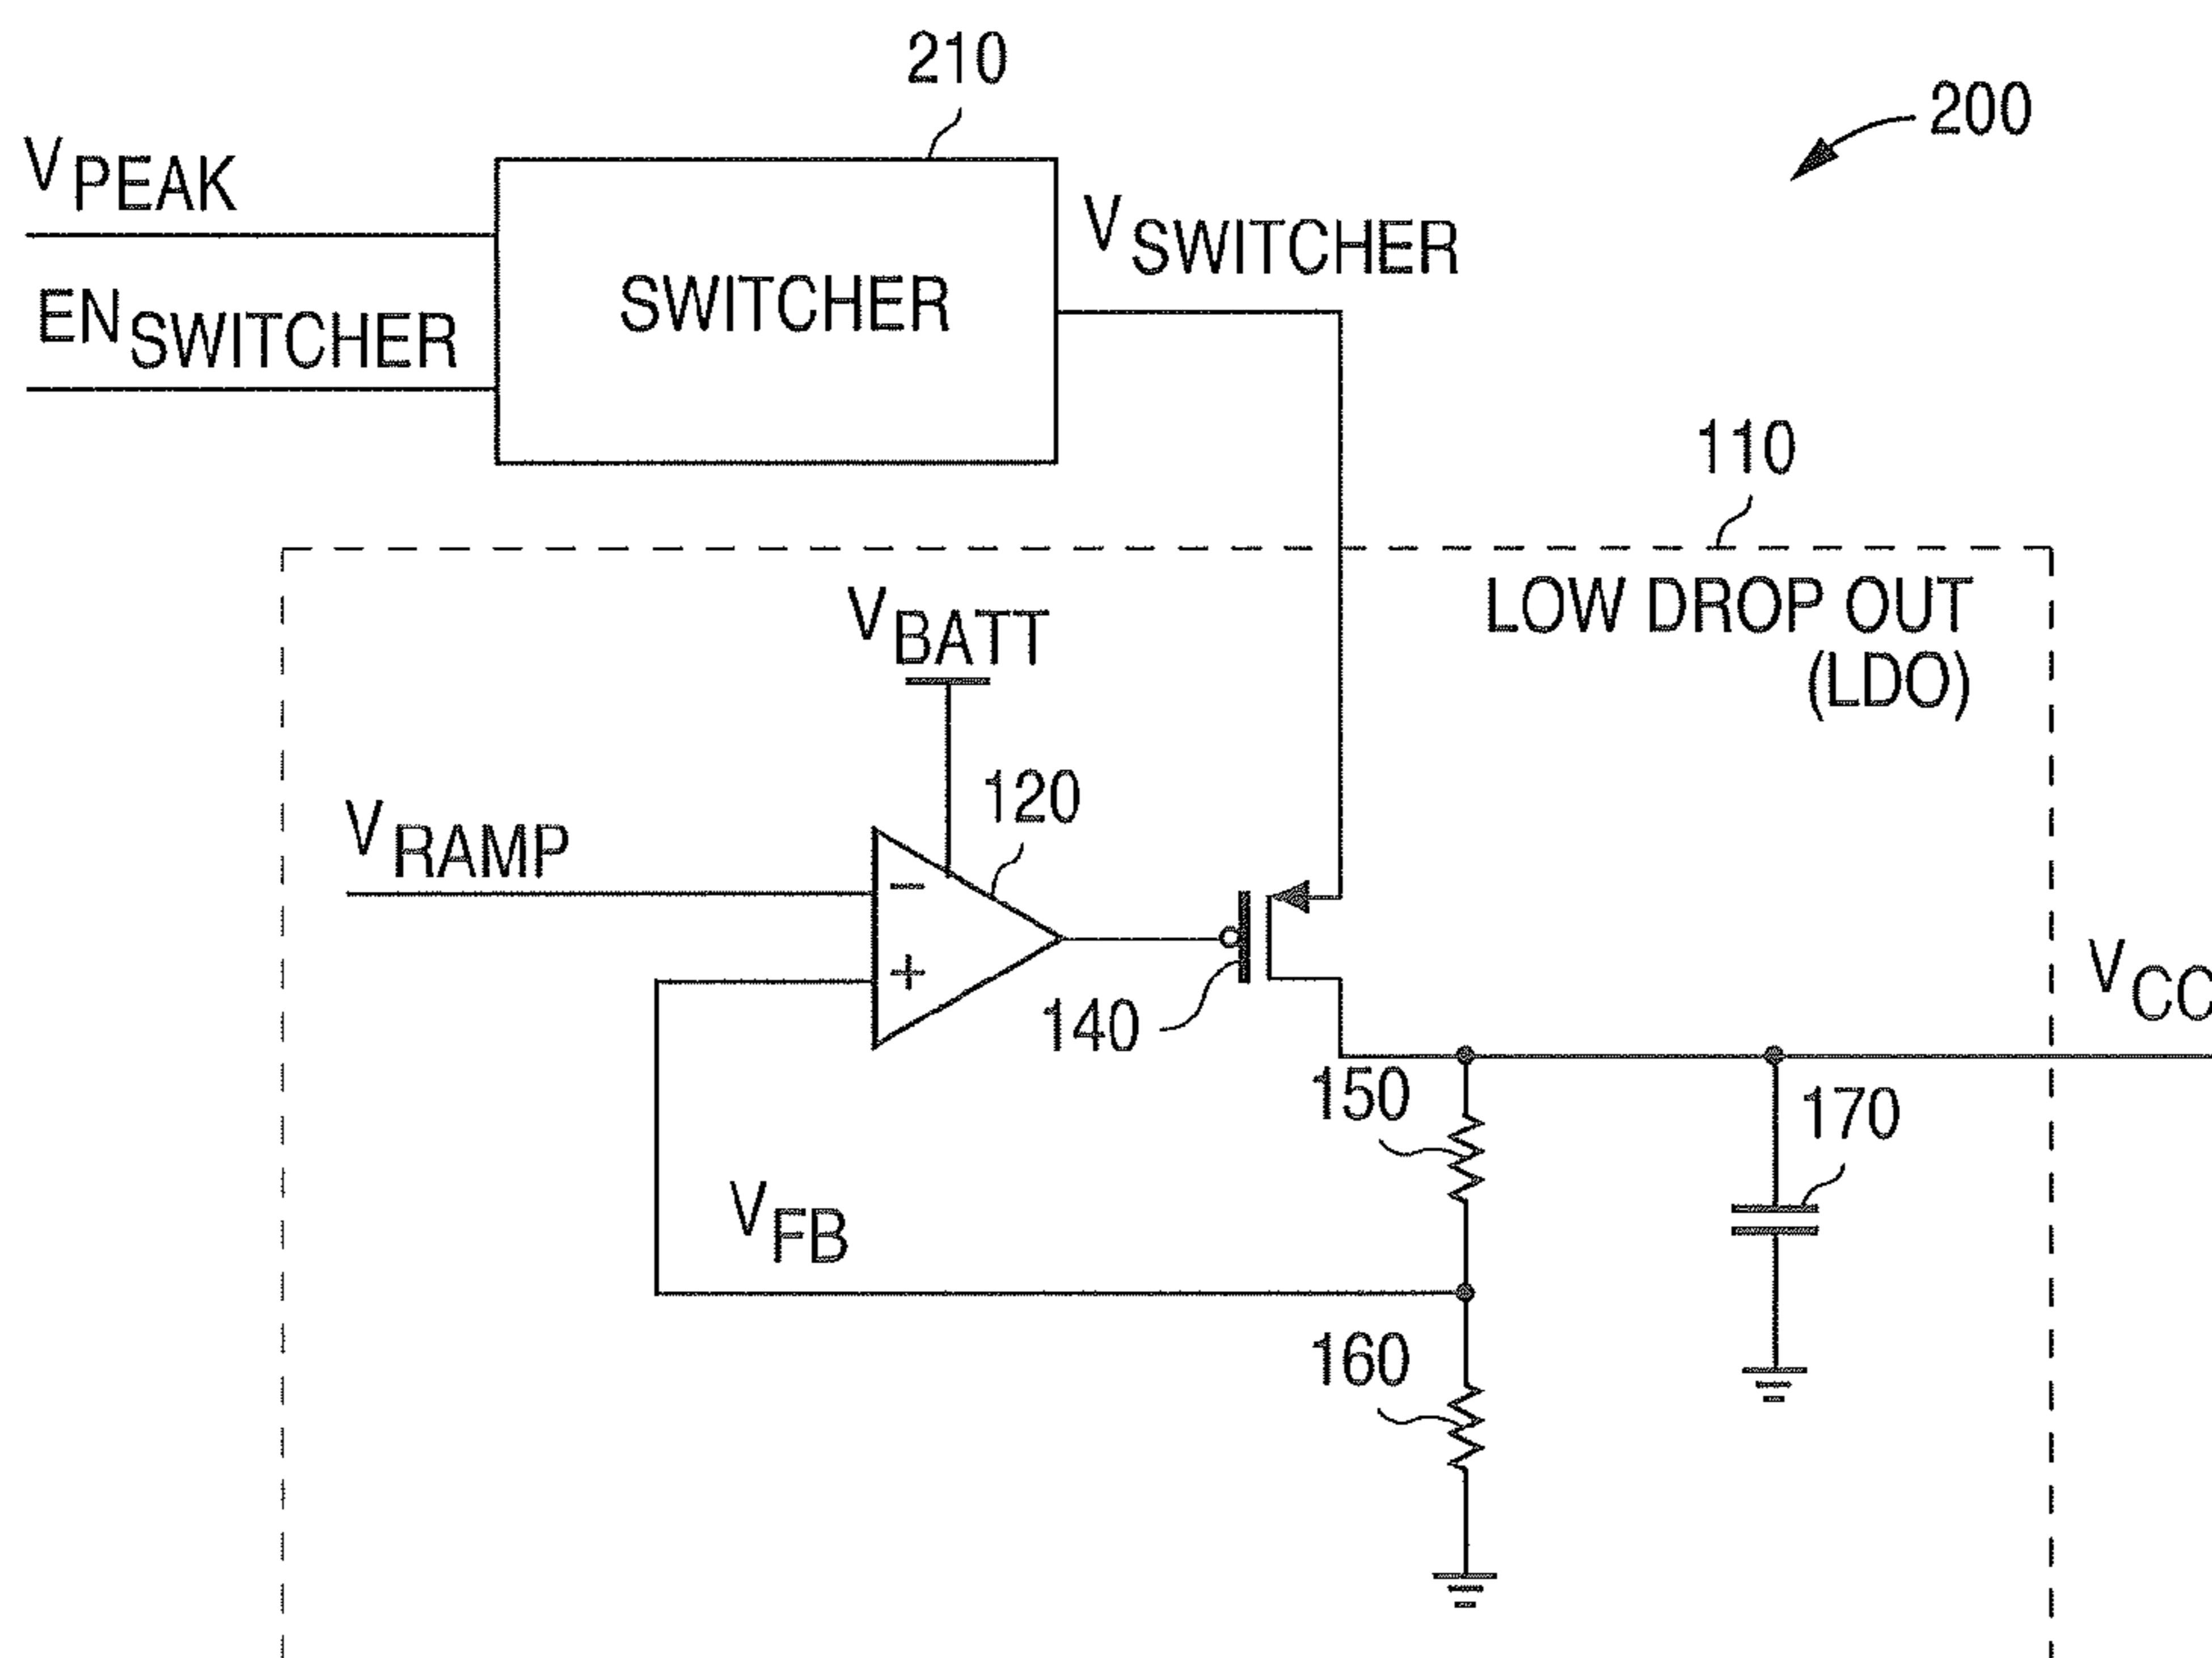 210
200
VPEAK
VSWITCHER
ENSWITCHER
SWITCHER
110
LOW DROP OUT
(LDO)
VBATT
120
VRAMP
−
+
140
VCC
150
170
VFB
160